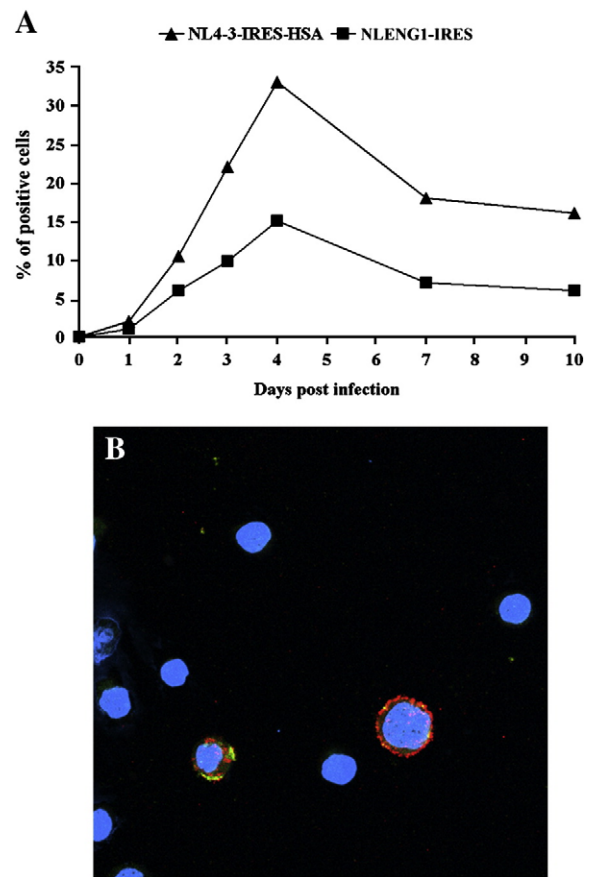 A
NL4-3-IRES-HSA NLENG1-IRES
% of positive cells
35
30
25
20
15
10
5
0
0 1 2 3 4 5 6 7 8 9 10
Days post infection
B